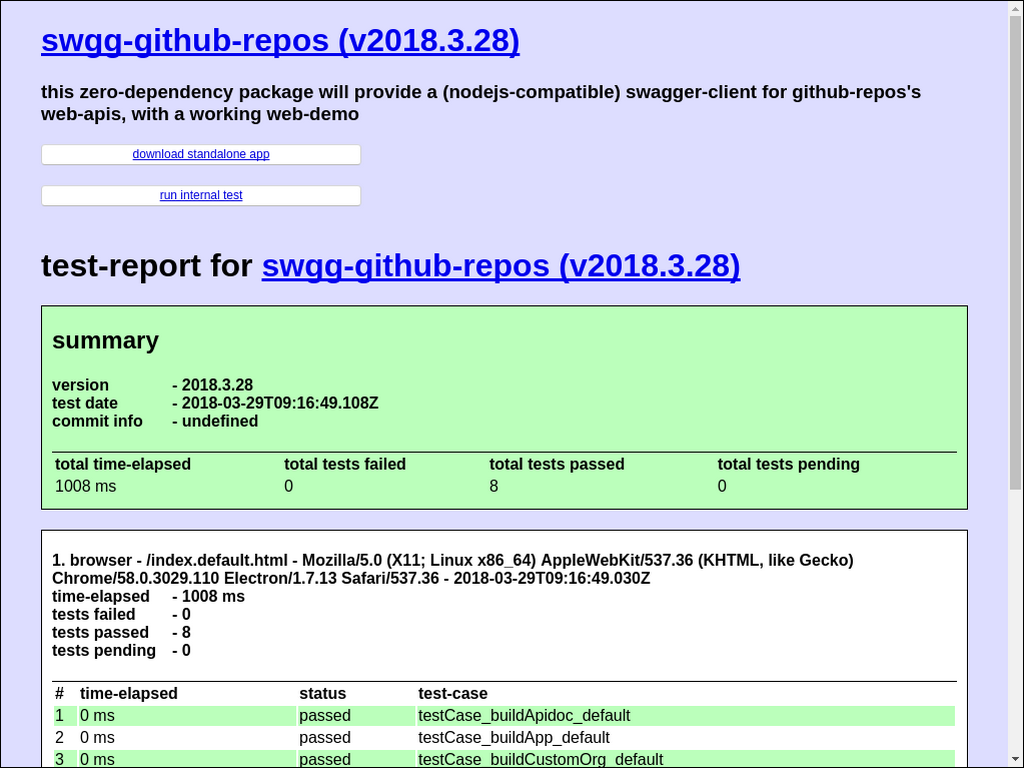 swgg-github-repos (v2018.3.28)
this zero-dependency package will provide a (nodejs-compatible) swagger-client for github-repos's
web-apis, with a working web-demo
download standalone app
run internal test
test-report for swgg-github-repos (v2018.3.28)
summary
version - 2018.3.28
test date - 2018-03-29T09:16:49.108Z
commit info - undefined
total time-elapsed total tests failed total tests passed total tests pending
1008 ms 0 8 0
1. browser - /index.default.html - Mozilla/5.0 (X11; Linux x86_64) AppleWebKit/537.36 (KHTML, like Gecko)
Chrome/58.0.3029.110 Electron/1.7.13 Safari/537.36 - 2018-03-29T09:16:49.030Z
time-elapsed - 1008 ms
tests failed - 0
tests passed - 8
tests pending - 0
# time-elapsed status test-case
1 0 ms passed testCase_buildApidoc_default
2 0 ms passed testCase_buildApp_default
3 0 ms passed testCase_buildCustomOrg_default